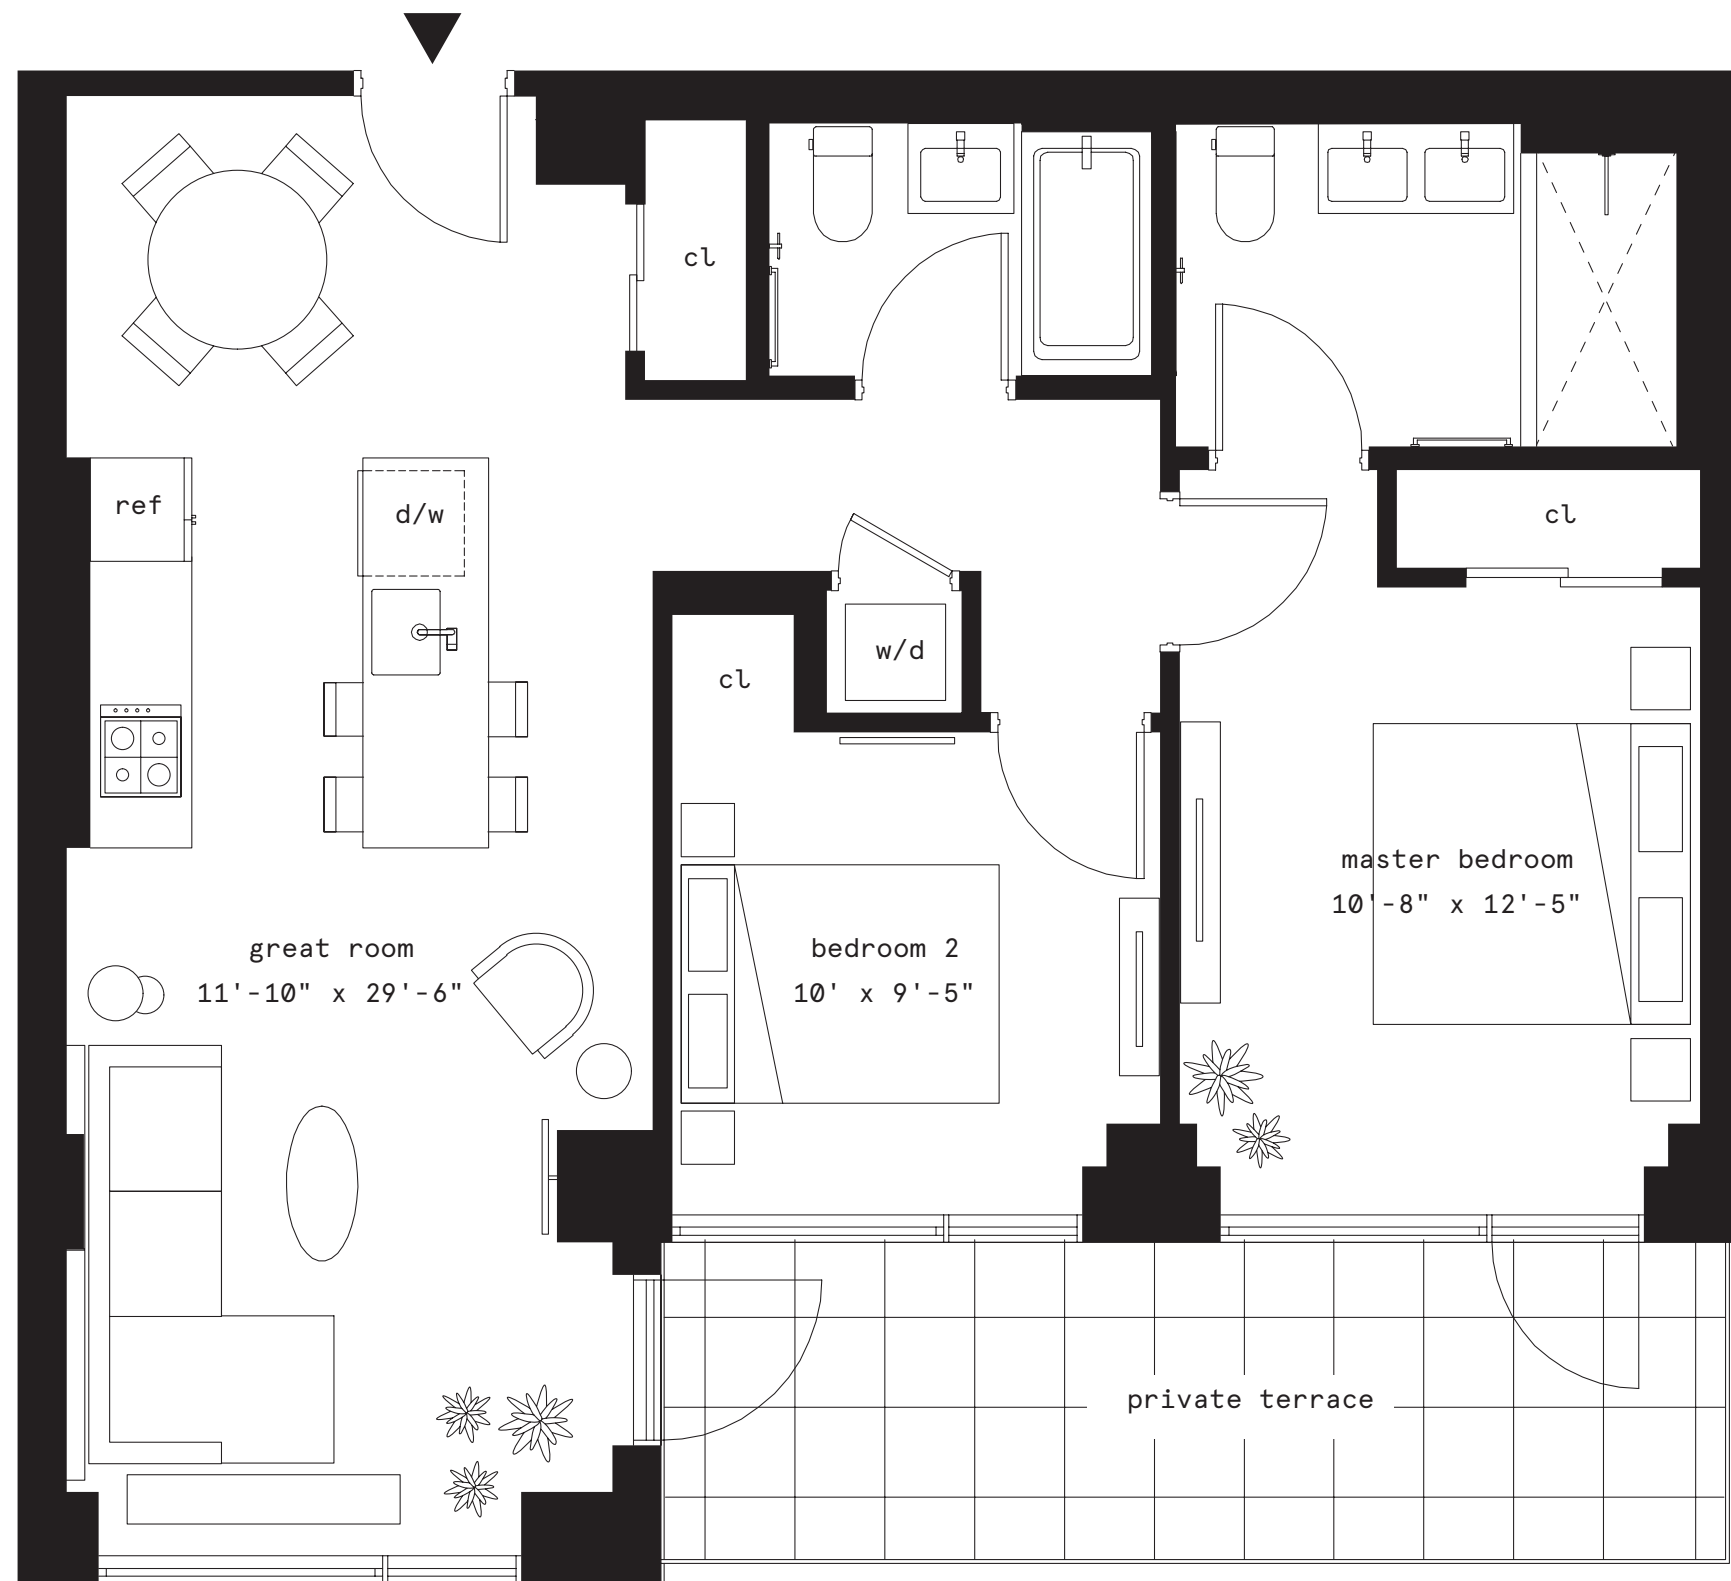 cl
ref
d/w
cl
w/d
cl
master bedroom
10'-8" x 12'-5"
great room
11'-10" x 29'-6"
bedroom 2
10' x 9'-5"
private terrace